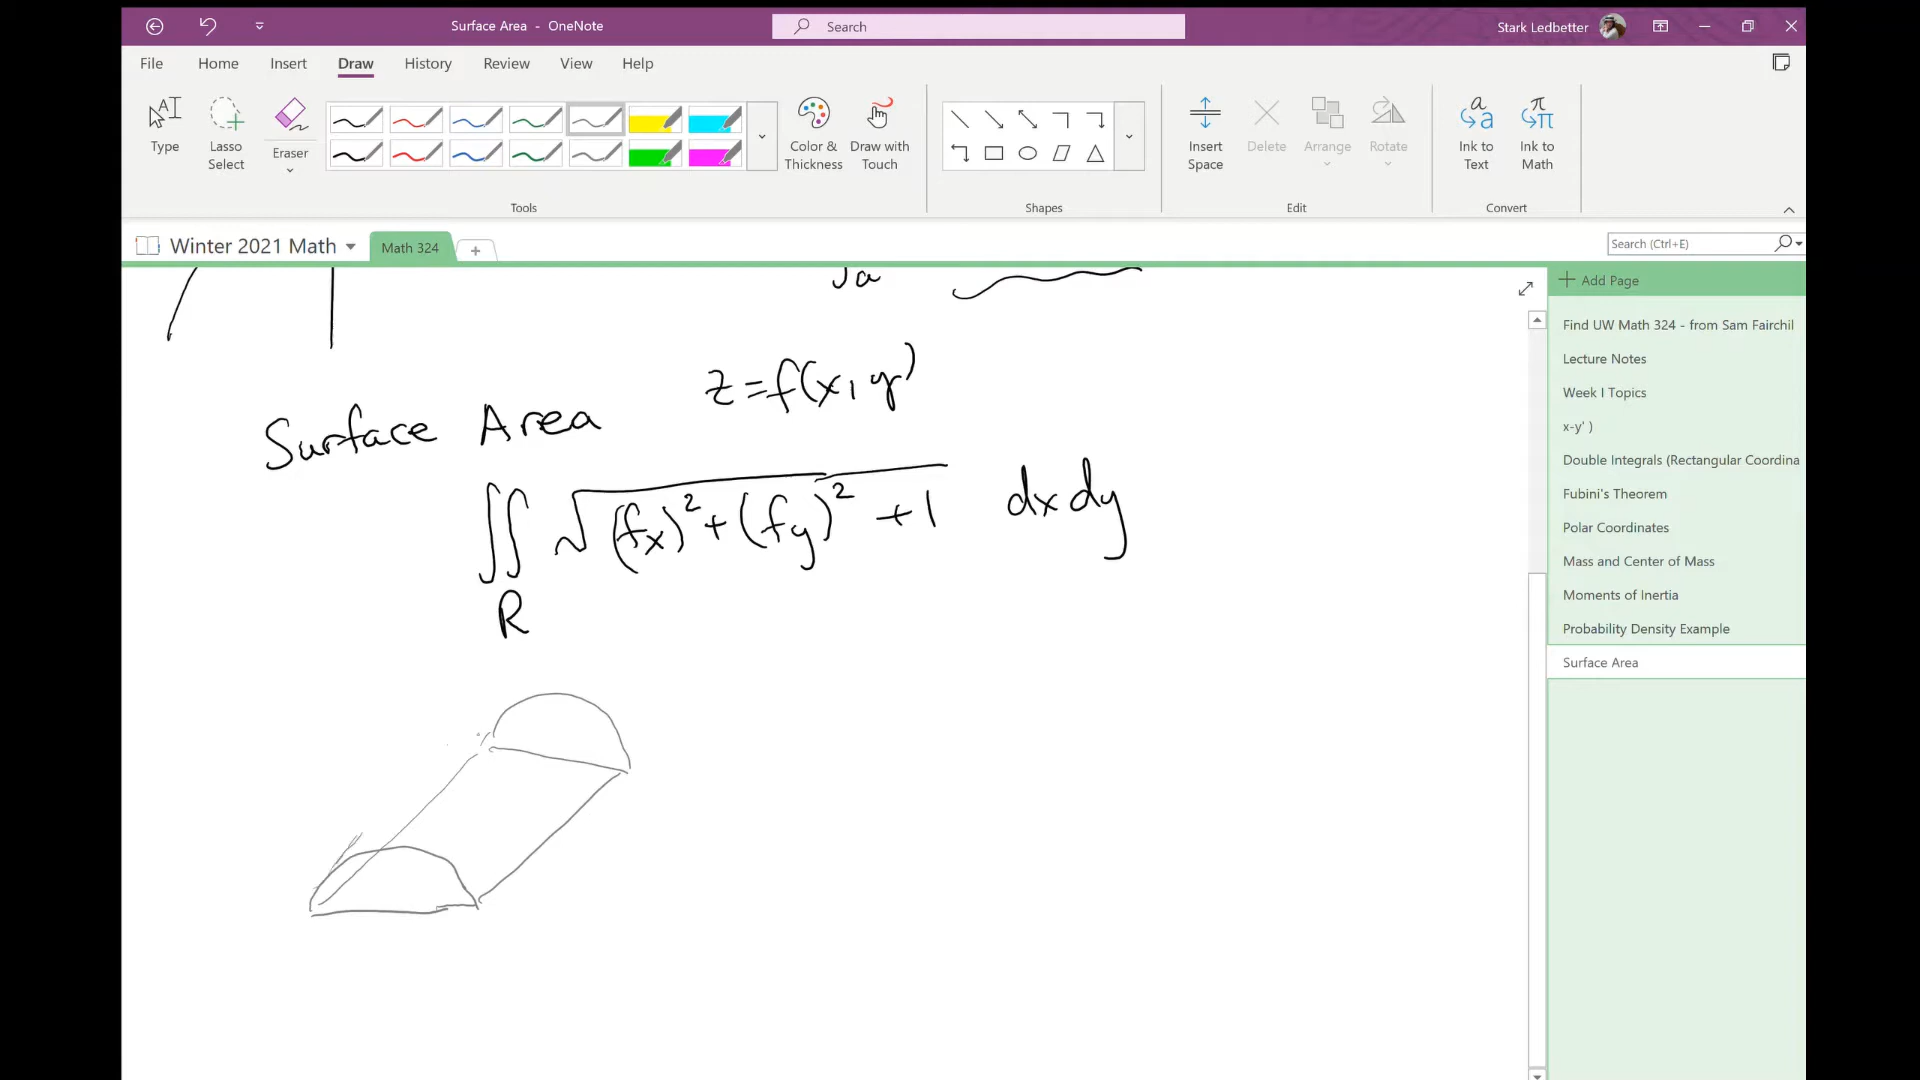 Surface Area - OneNote
Search
Stark Ledbetter
File Home Insert Draw History Review View Help
Type
Lasso Select
Eraser
Color & Thickness
Draw with Touch
Insert Space
Delete
Arrange
Rotate
Ink to Text
Ink to Math
Tools
Shapes
Edit
Convert
Winter 2021 Math
Math 324
Search (Ctrl+E)
Add Page
Find UW Math 324 - from Sam Fairchil
Lecture Notes
Week I Topics
x-y' )
Double Integrals (Rectangular Coordina
Fubini's Theorem
Polar Coordinates
Mass and Center of Mass
Moments of Inertia
Probability Density Example
Surface Area
z=f(x,y)
Surface Area
∬_R √((fx)² + (fy)² + 1) dx dy